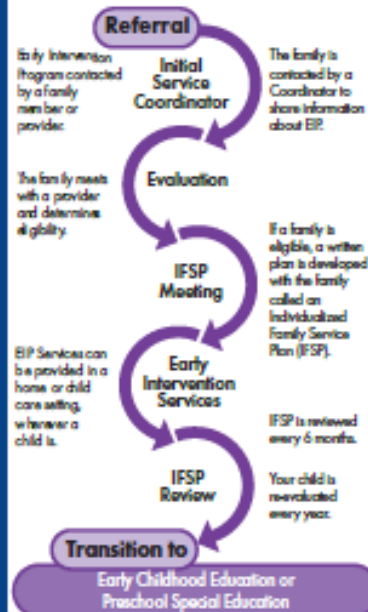 Referral
Early Intervention
Program contacted
by a family
member or
provider.
Initial
Service
Coordinator
The family is
contacted by a
Coordinator to
share information
about EIP.
The family meets
with a provider
and determines
eligibility.
Evaluation
IFSP
Meeting
If a family is
eligible, a written
plan is developed
with the family
called an
Individualized
Family Service
Plan (IFSP).
EIP Services can
be provided in a
home or child
care setting,
wherever a
child is.
Early
Intervention
Services
IFSP is reviewed
every 6 months.
IFSP
Review
Your child is
re-evaluated
every year.
Transition to
Early Childhood Education or
Preschool Special Education